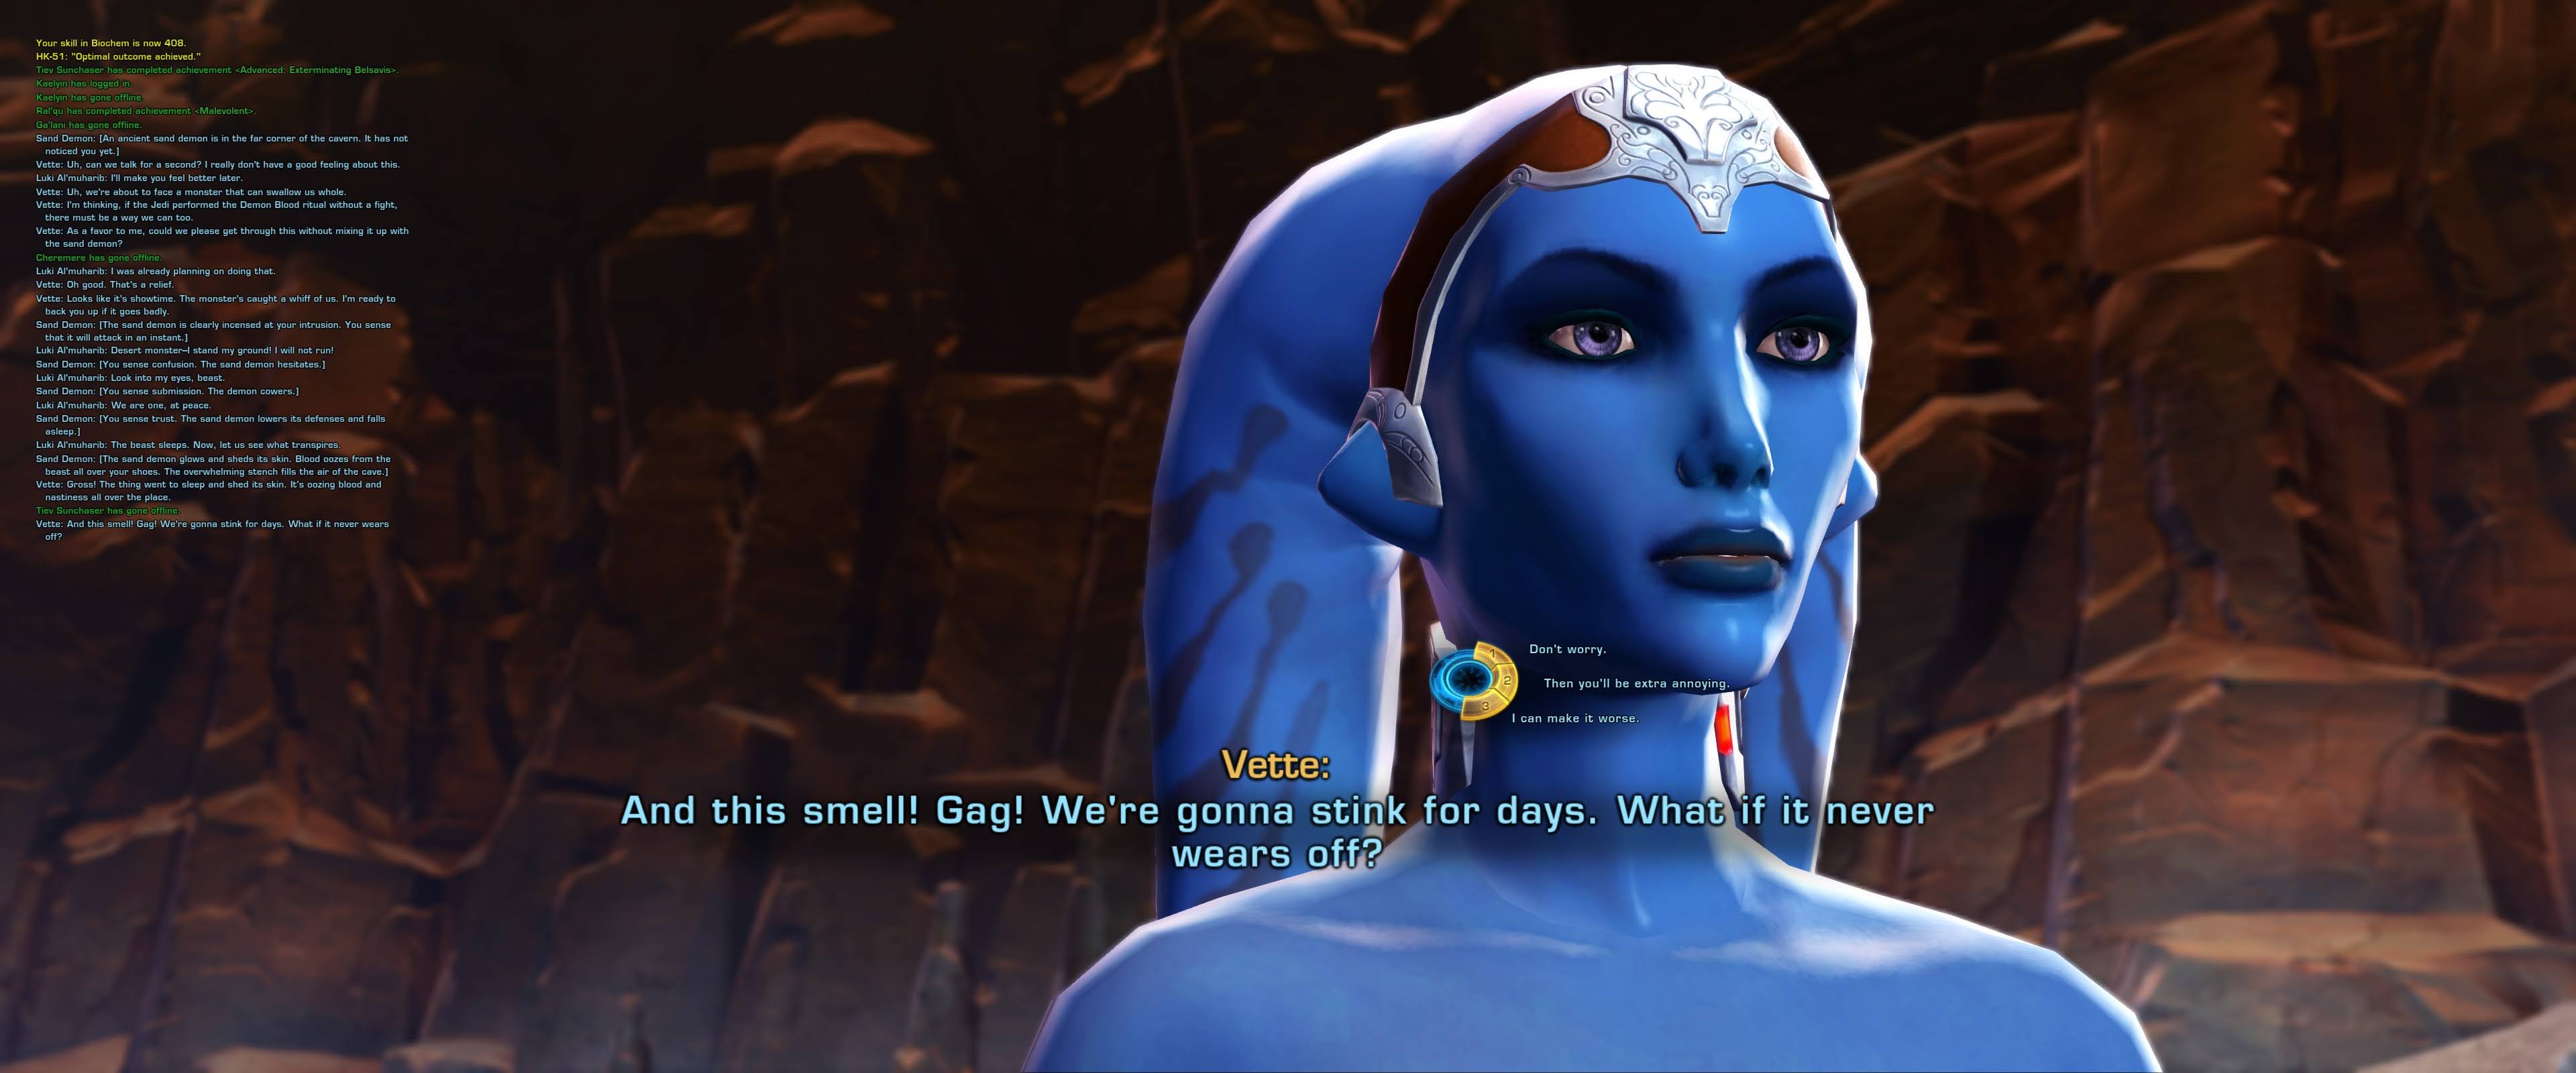 Your skill in Biochem is now 408.
HK-51: "Optimal outcome achieved."
Tiev Sunchaser has completed achievement <Advanced: Exterminating Belsavis>.
Kaelyin has logged in.
Kaelyin has gone offline.
Ral'qu has completed achievement <Malevolent>.
Ga'lani has gone offline.
Sand Demon: [An ancient sand demon is in the far corner of the cavern. It has not
noticed you yet.]
Vette: Uh, can we talk for a second? I really don't have a good feeling about this.
Luki Al'muharib: I'll make you feel better later.
Vette: Uh, we're about to face a monster that can swallow us whole.
Vette: I'm thinking, if the Jedi performed the Demon Blood ritual without a fight,
there must be a way we can too.
Vette: As a favor to me, could we please get through this without mixing it up with
the sand demon?
Cheremere has gone offline.
Luki Al'muharib: I was already planning on doing that.
Vette: Oh good. That's a relief.
Vette: Looks like it's showtime. The monster's caught a whiff of us. I'm ready to
back you up if it goes badly.
Sand Demon: [The sand demon is clearly incensed at your intrusion. You sense
that it will attack in an instant.]
Luki Al'muharib: Desert monster—I stand my ground! I will not run!
Sand Demon: [You sense confusion. The sand demon hesitates.]
Luki Al'muharib: Look into my eyes, beast.
Sand Demon: [You sense submission. The demon cowers.]
Luki Al'muharib: We are one, at peace.
Sand Demon: [You sense trust. The sand demon lowers its defenses and falls
asleep.]
Luki Al'muharib: The beast sleeps. Now, let us see what transpires.
Sand Demon: [The sand demon glows and sheds its skin. Blood oozes from the
beast all over your shoes. The overwhelming stench fills the air of the cave.]
Vette: Gross! The thing went to sleep and shed its skin. It's oozing blood and
nastiness all over the place.
Tiev Sunchaser has gone offline.
Vette: And this smell! Gag! We're gonna stink for days. What if it never wears
off?
1 Don't worry.
2 Then you'll be extra annoying.
3 I can make it worse.
Vette:
And this smell! Gag! We're gonna stink for days. What if it never
wears off?